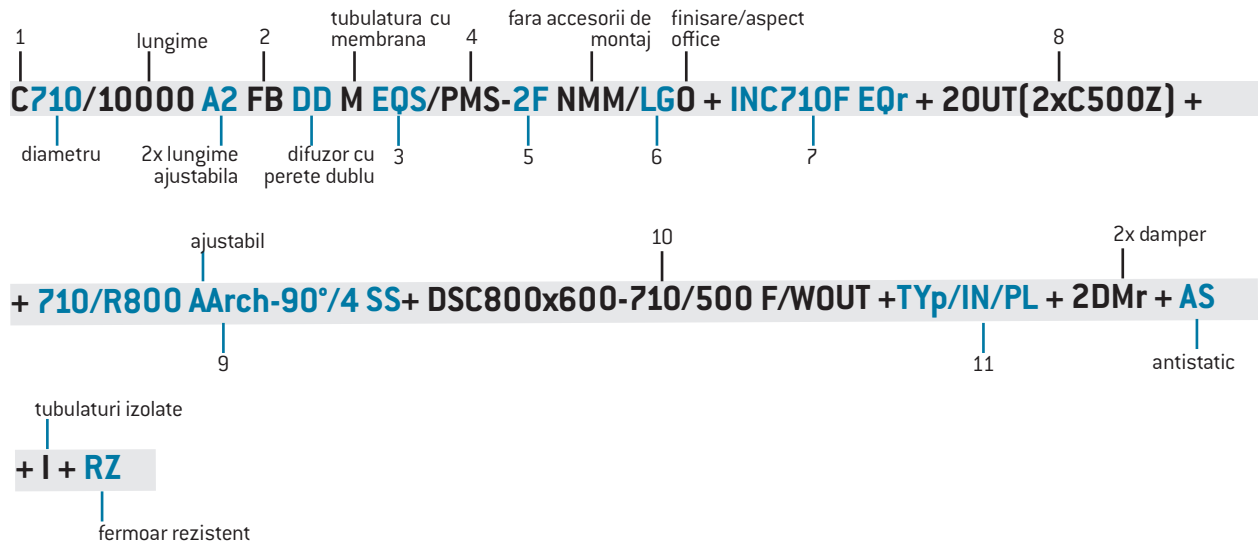 tubulatura cu membrana
fara accesorii de montaj
finisare/aspect office
1
lungime
2
4
8
C710/10000 A2 FB DD M EQS/PMS-2F NMM/LGO + INC710F EQr + 2OUT(2xC500Z) +
diametru
2x lungime ajustabila
difuzor cu perete dublu
3
5
6
7
ajustabil
10
2x damper
+ 710/R800 AArch-90°/4 SS+ DSC800x600-710/500 F/WOUT +TYp/IN/PL + 2DMr + AS
9
11
antistatic
tubulaturi izolate
+ I + RZ
fermoar rezistent